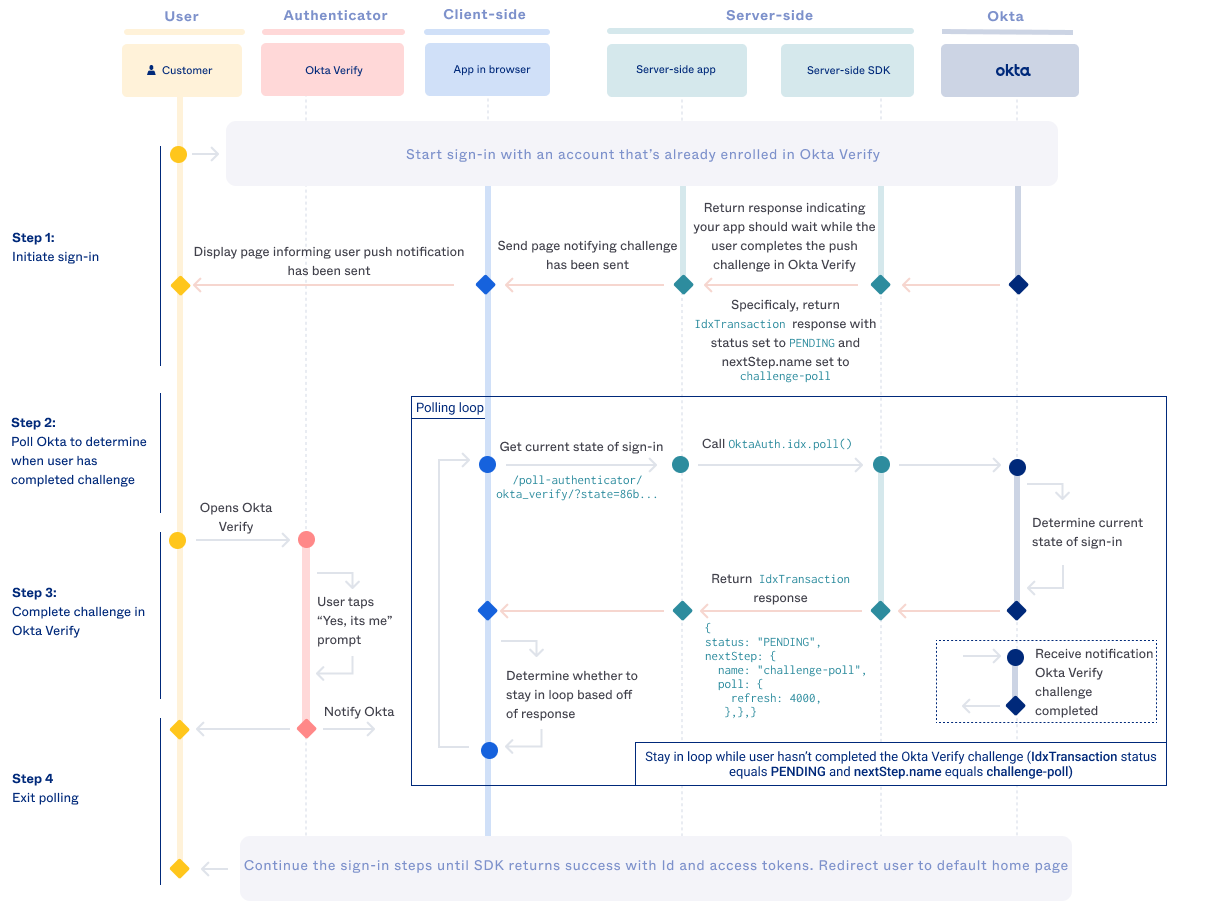 User
Authenticator
Client-side
Server-side
Okta
Customer
Okta Verify
App in browser
Server-side app
Server-side SDK
okta
Start sign-in with an account that's already enrolled in Okta Verify
Step 1:
Initiate sign-in
Display page informing user push notification
has been sent
Send page notifying challenge
has been sent
Return response indicating
your app should wait while the
user completes the push
challenge in Okta Verify
Specificaly, return
IdxTransaction response with
status set to PENDING and
nextStep.name set to
challenge-poll
Step 2:
Poll Okta to determine
when user has
completed challenge
Polling loop
Get current state of sign-in
/poll-authenticator/
okta_verify/?state=86b...
Call OktaAuth.idx.poll()
Determine current
state of sign-in
Opens Okta
Verify
Step 3:
Complete challenge in
Okta Verify
User taps
“Yes, its me”
prompt
Return IdxTransaction
response
{
status: "PENDING",
nextStep: {
name: "challenge-poll",
poll: {
refresh: 4000,
},},}
Determine whether to
stay in loop based off
of response
Receive notification
Okta Verify
challenge
completed
Notify Okta
Step 4
Exit polling
Stay in loop while user hasn't completed the Okta Verify challenge (IdxTransaction status
equals PENDING and nextStep.name equals challenge-poll)
Continue the sign-in steps until SDK returns success with Id and access tokens. Redirect user to default home page